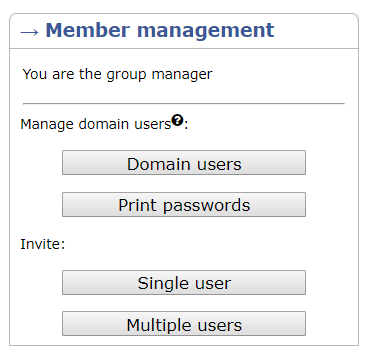 → Member management
You are the group manager
Manage domain users?:
Domain users
Print passwords
Invite:
Single user
Multiple users